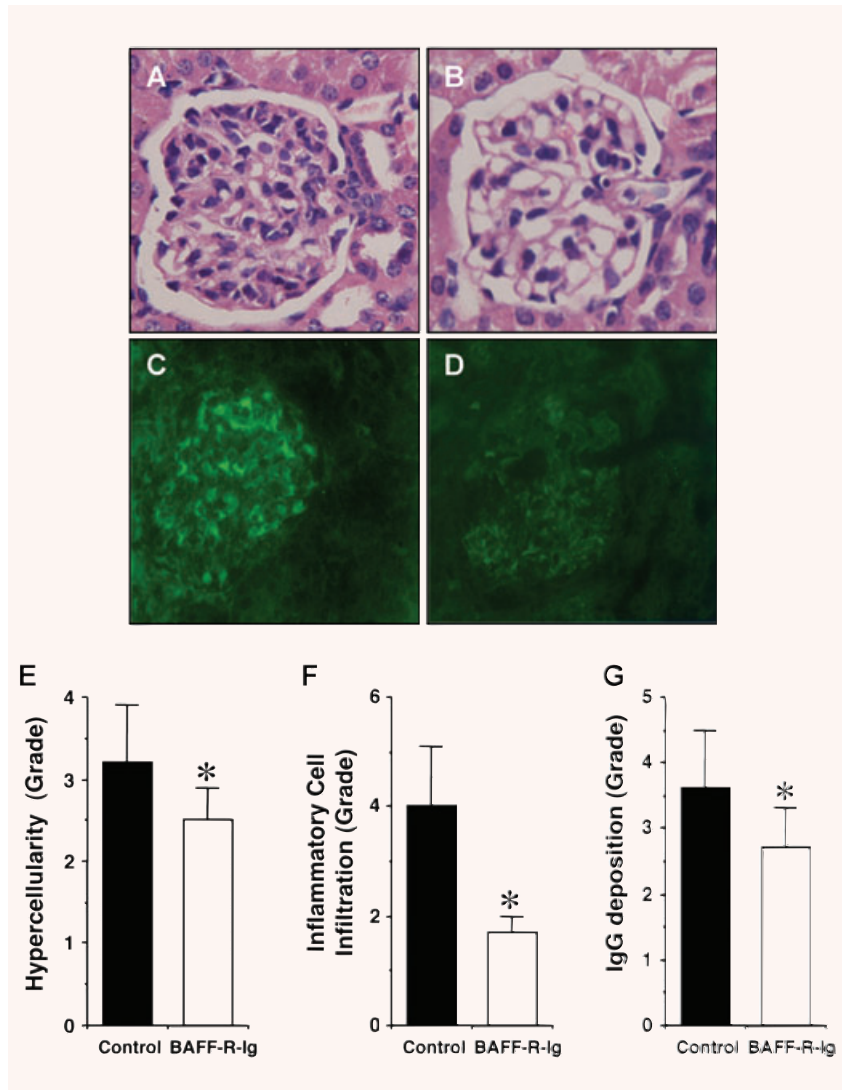 A
B
C
D
E
Hypercellularity (Grade)
4
3
2
1
0
Control BAFF-R-Ig
*
F
Inflammatory Cell
Infiltration (Grade)
6
4
2
0
Control BAFF-R-Ig
*
G
IgG deposition (Grade)
5
4
3
2
1
0
Control BAFF-R-Ig
*